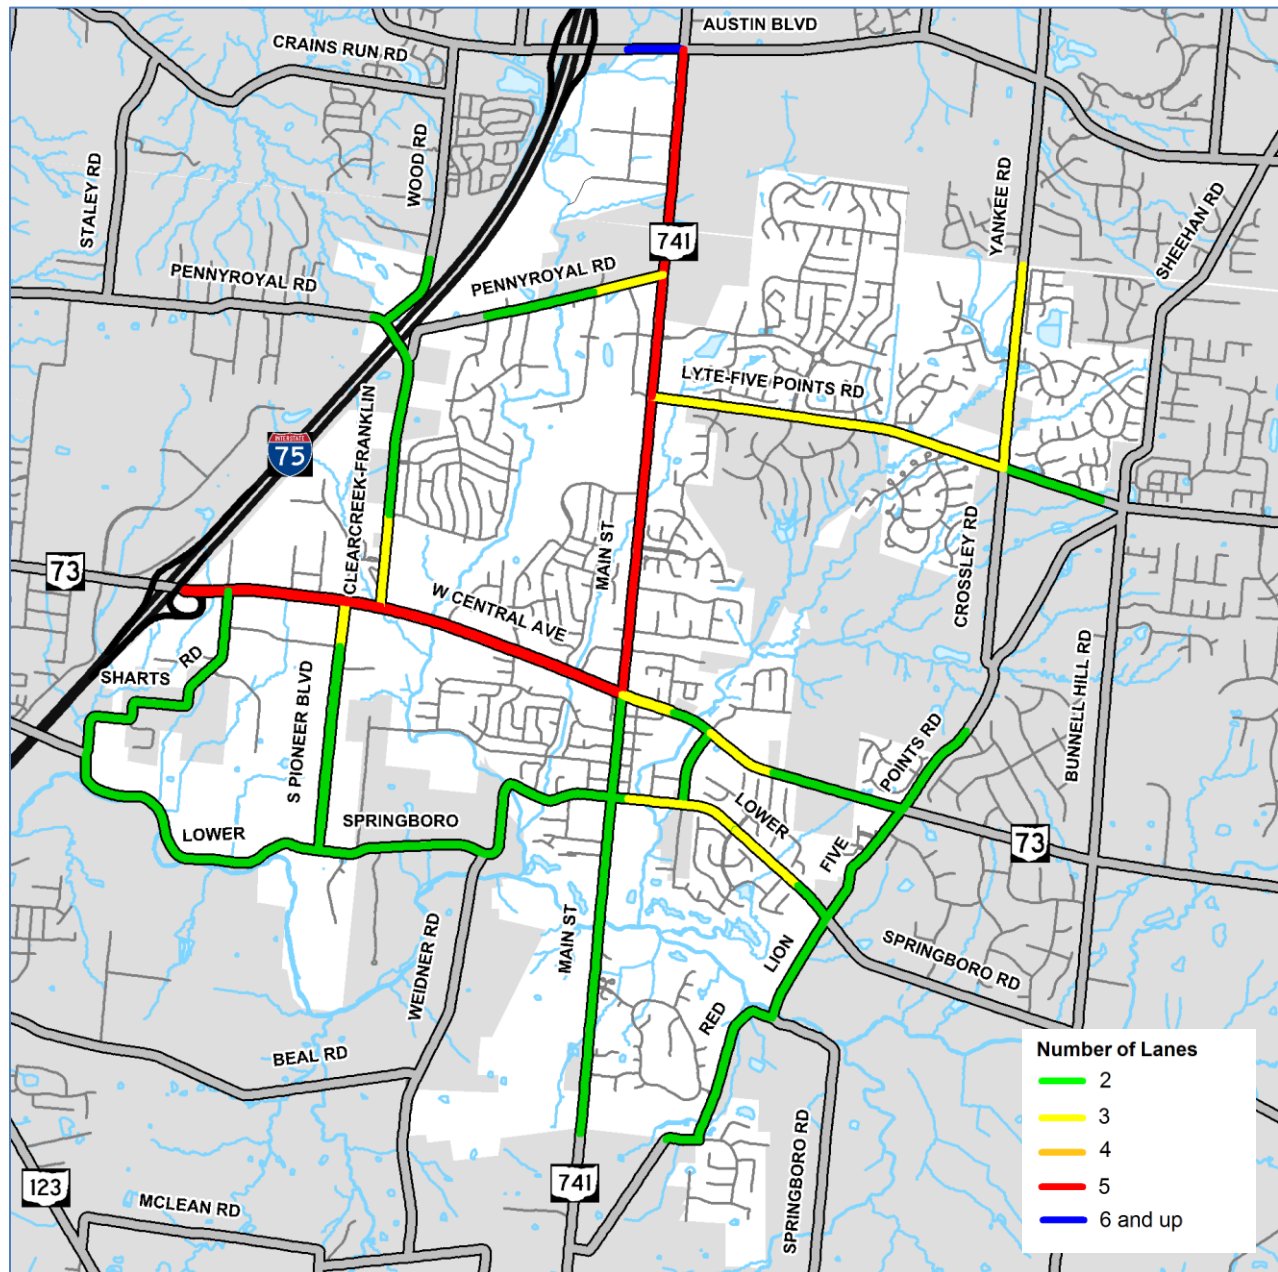 AUSTIN BLVD
CRAINS RUN RD
WOOD RD
STALEY RD
YANKEE RD
SHEEHAN RD
741
PENNYROYAL RD
PENNYROYAL RD
LYTE-FIVE POINTS RD
CLEARCREEK-FRANKLIN
INTERSTATE
75
MAIN ST
CROSSLEY RD
73
W CENTRAL AVE
BUNNELL HILL RD
SHARTS RD
S PIONEER BLVD
POINTS RD
LOWER
SPRINGBORO
LOWER
FIVE
73
MAIN ST
WEIDNER RD
LION
SPRINGBORO RD
RED
BEAL RD
Number of Lanes
2
3
4
5
6 and up
SPRINGBORO RD
123
741
MCLEAN RD